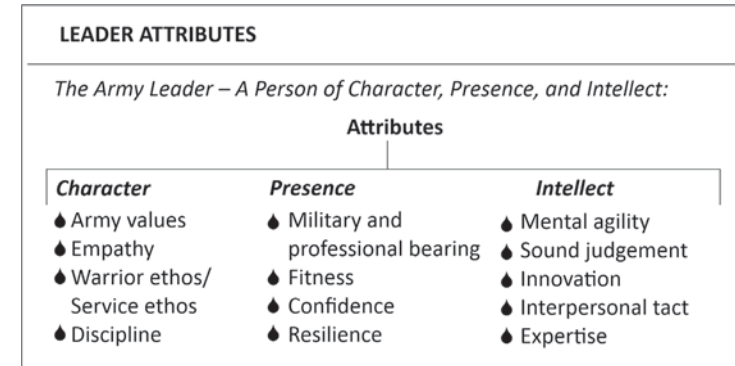 LEADER ATTRIBUTES
The Army Leader – A Person of Character, Presence, and Intellect:
Attributes
Character
Army values
Empathy
Warrior ethos/
Service ethos
Discipline
Presence
Military and
professional bearing
Fitness
Confidence
Resilience
Intellect
Mental agility
Sound judgement
Innovation
Interpersonal tact
Expertise